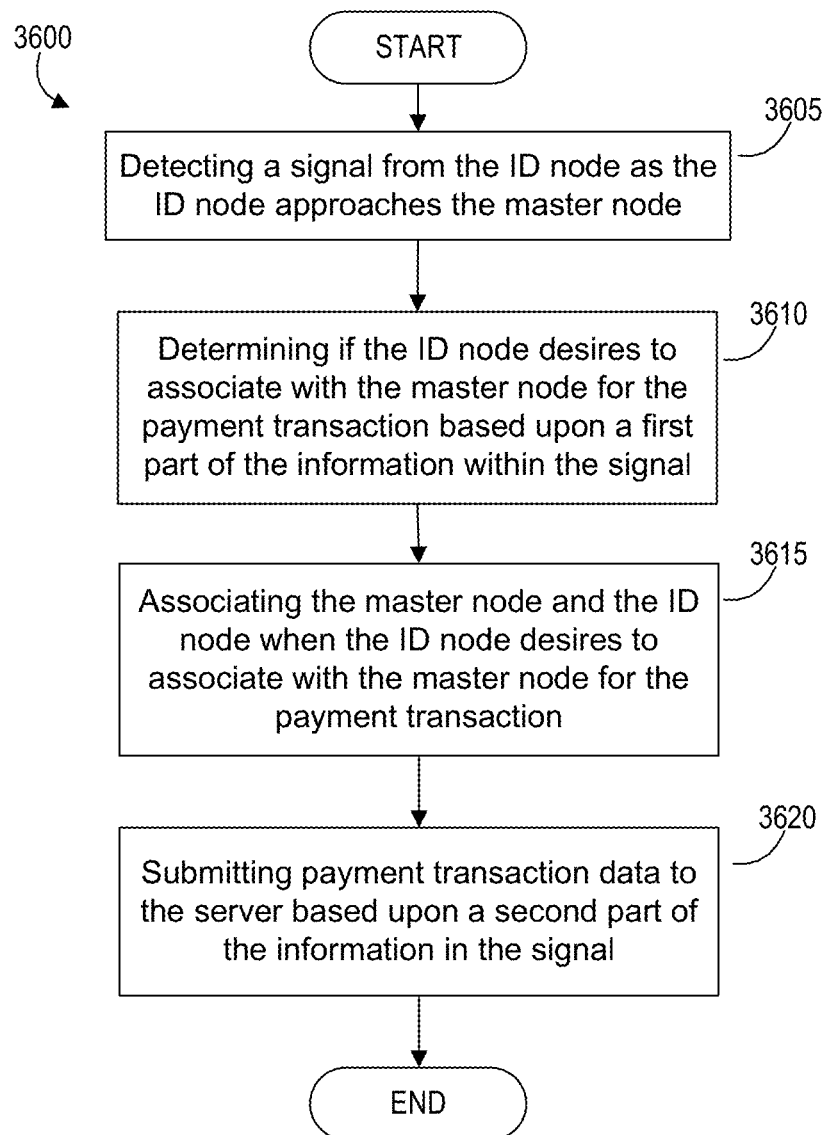 3600
START
3605
Detecting a signal from the ID node as the
ID node approaches the master node
3610
Determining if the ID node desires to
associate with the master node for the
payment transaction based upon a first
part of the information within the signal
3615
Associating the master node and the ID
node when the ID node desires to
associate with the master node for the
payment transaction
3620
Submitting payment transaction data to
the server based upon a second part of
the information in the signal
END